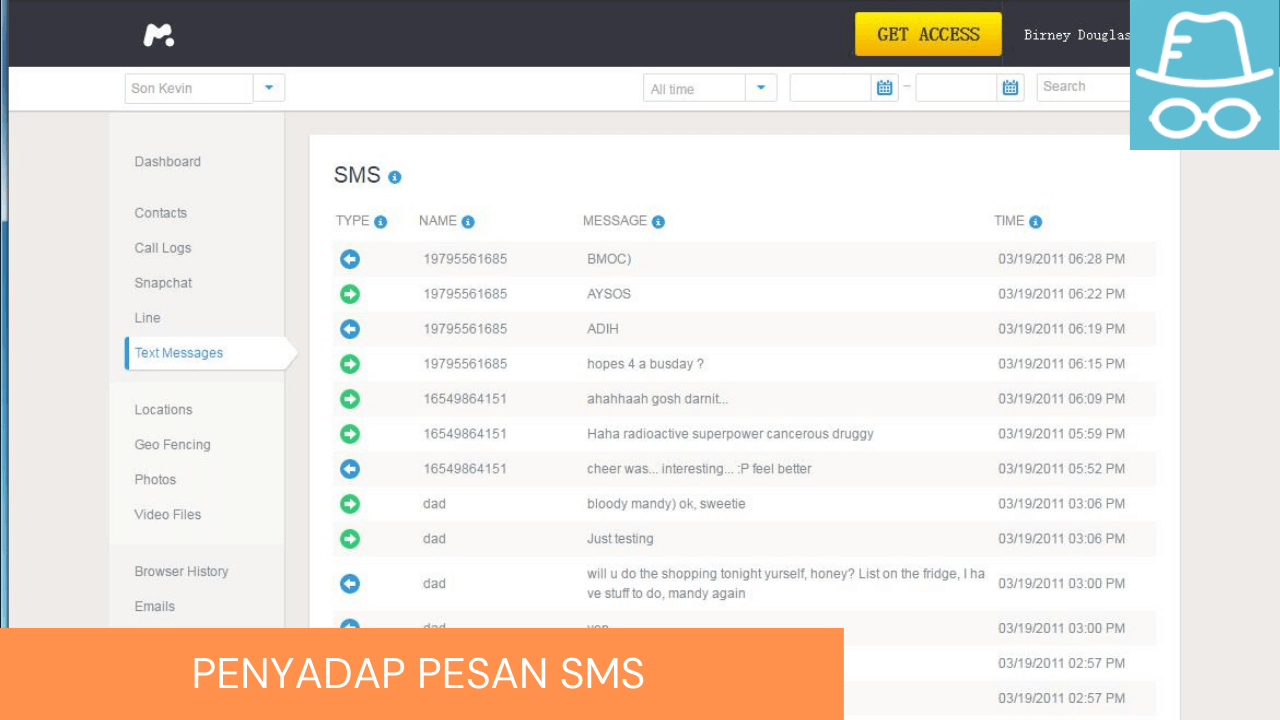 GET ACCESS
Birney Douglas
Son Kevin
All time
–
Search
Dashboard
Contacts
Call Logs
Snapchat
Line
Text Messages
Locations
Geo Fencing
Photos
Video Files
Browser History
Emails
SMS
TYPE NAME MESSAGE TIME
19795561685 BMOC) 03/19/2011 06:28 PM
19795561685 AYSOS 03/19/2011 06:22 PM
19795561685 ADIH 03/19/2011 06:19 PM
19795561685 hopes 4 a busday ? 03/19/2011 06:15 PM
16549864151 ahahhaah gosh darnit... 03/19/2011 06:09 PM
16549864151 Haha radioactive superpower cancerous druggy 03/19/2011 05:59 PM
16549864151 cheer was... interesting... :P feel better 03/19/2011 05:52 PM
dad bloody mandy) ok, sweetie 03/19/2011 03:06 PM
dad Just testing 03/19/2011 03:06 PM
dad will u do the shopping tonight yurself, honey? List on the fridge, I ha 03/19/2011 03:00 PM
ve stuff to do, mandy again
dad 03/19/2011 03:00 PM
03/19/2011 02:57 PM
03/19/2011 02:57 PM
PENYADAP PESAN SMS